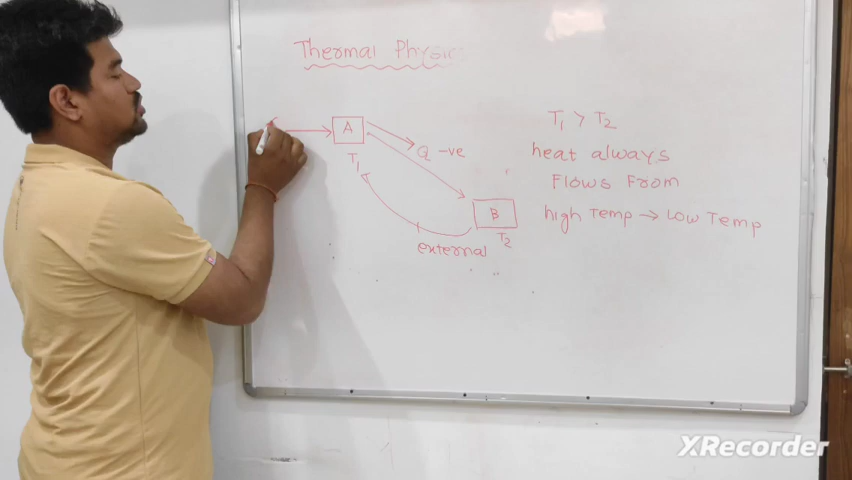 Thermal Physics
A
T1
Q -ve
B
T2
external
T1 > T2
heat always
Flows From
high Temp → Low Temp
XRecorder